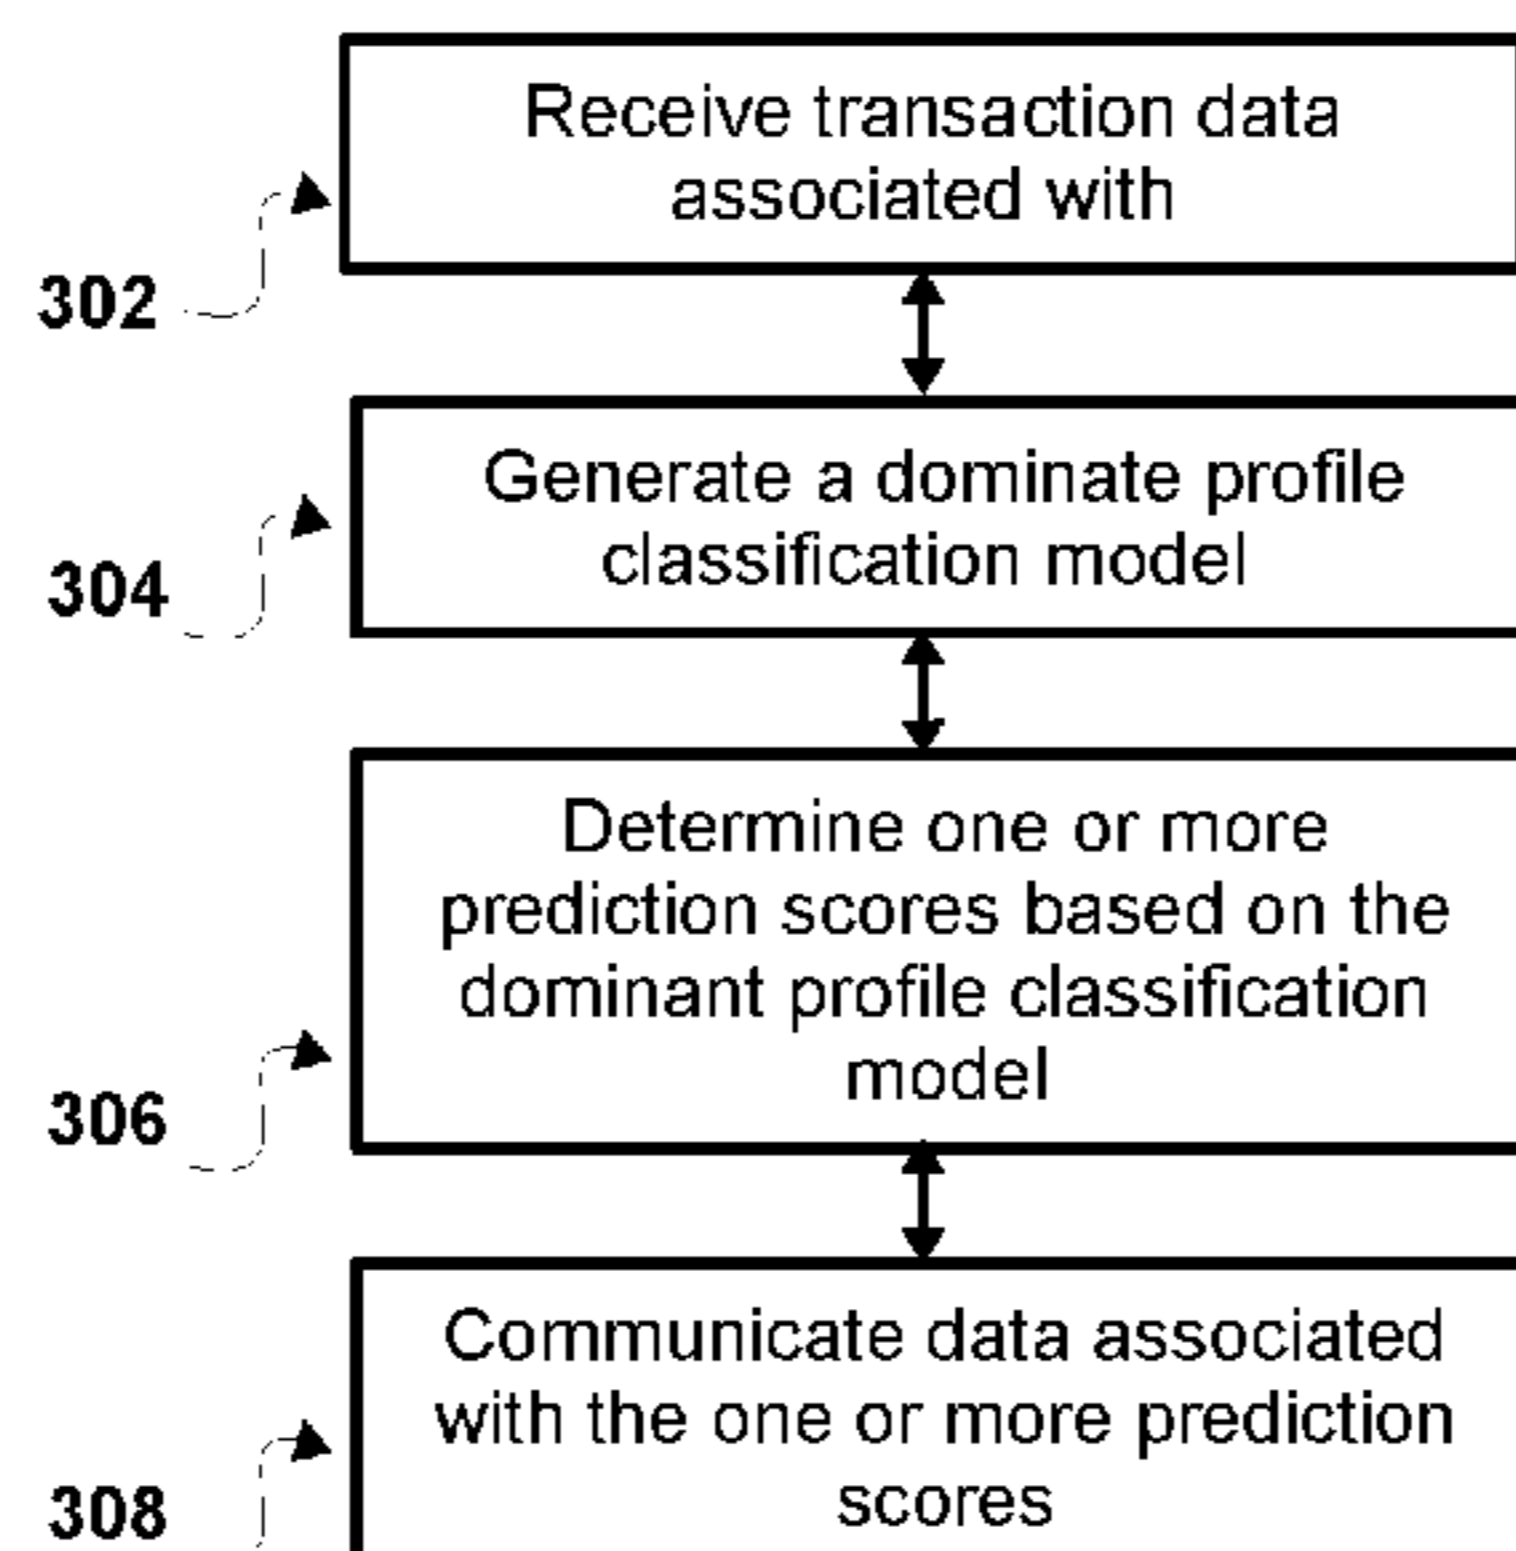 Receive transaction data
associated with
302
Generate a dominate profile
classification model
304
Determine one or more
prediction scores based on the
dominant profile classification
model
306
Communicate data associated
with the one or more prediction
scores
308